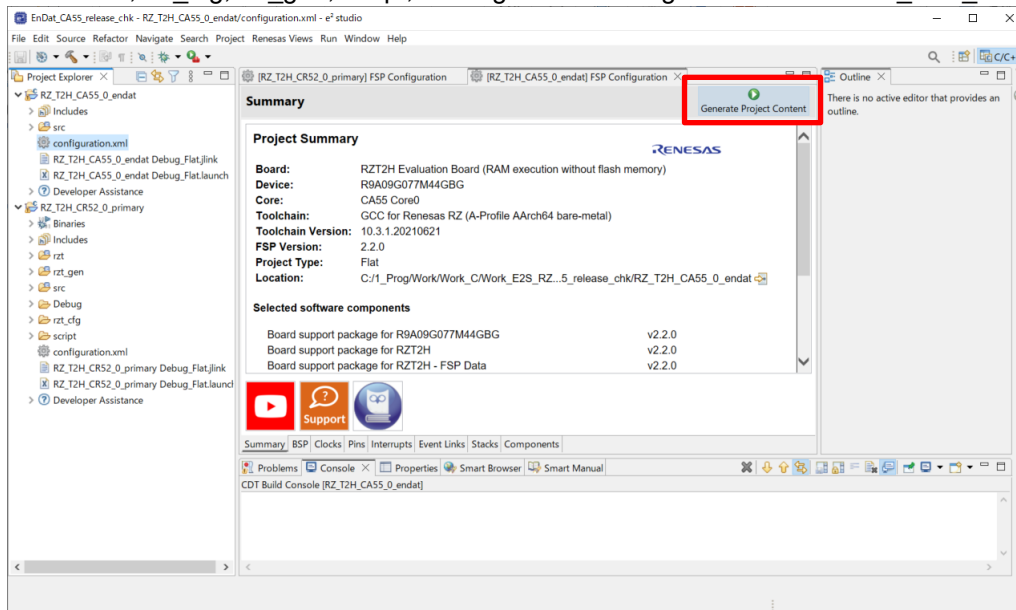 EnDat_CA55_release_chk - RZ_T2H_CA55_0_endat/configuration.xml - e² studio
File Edit Source Refactor Navigate Search Project Renesas Views Run Window Help
C/C+
Project Explorer
[RZ_T2H_CR52_0_primary] FSP Configuration
[RZ_T2H_CA55_0_endat] FSP Configuration
Outline
RZ_T2H_CA55_0_endat
Includes
src
configuration.xml
RZ_T2H_CA55_0_endat Debug_Flat.jlink
RZ_T2H_CA55_0_endat Debug_Flat.launch
Developer Assistance
RZ_T2H_CR52_0_primary
Binaries
Includes
rzt
rzt_gen
src
Debug
rzt_cfg
script
configuration.xml
RZ_T2H_CR52_0_primary Debug_Flat.jlink
RZ_T2H_CR52_0_primary Debug_Flat.launch
Developer Assistance
Summary
Generate Project Content
Project Summary
RENESAS
Board: RZT2H Evaluation Board (RAM execution without flash memory)
Device: R9A09G077M44GBG
Core: CA55 Core0
Toolchain: GCC for Renesas RZ (A-Profile AArch64 bare-metal)
Toolchain Version: 10.3.1.20210621
FSP Version: 2.2.0
Project Type: Flat
Location: C:/1_Prog/Work/Work_C/Work_E2S_RZ...5_release_chk/RZ_T2H_CA55_0_endat
Selected software components
Board support package for R9A09G077M44GBG v2.2.0
Board support package for RZT2H v2.2.0
Board support package for RZT2H - FSP Data v2.2.0
Support
Summary BSP Clocks Pins Interrupts Event Links Stacks Components
There is no active editor that provides an
outline.
Problems Console Properties Smart Browser Smart Manual
CDT Build Console [RZ_T2H_CA55_0_endat]